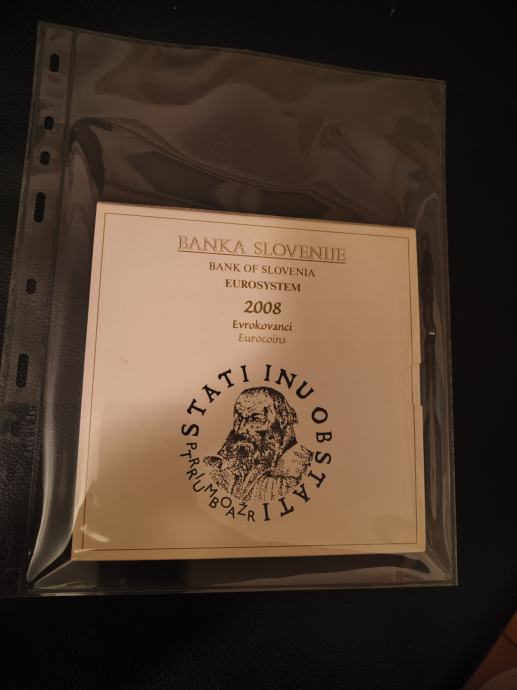 BANKA SLOVENIJE
BANK OF SLOVENIA
EUROSYSTEM
2008
Evrokovanci
Eurocoins
STATI INU OBSTATI
PRIMOŽ TRUBAR